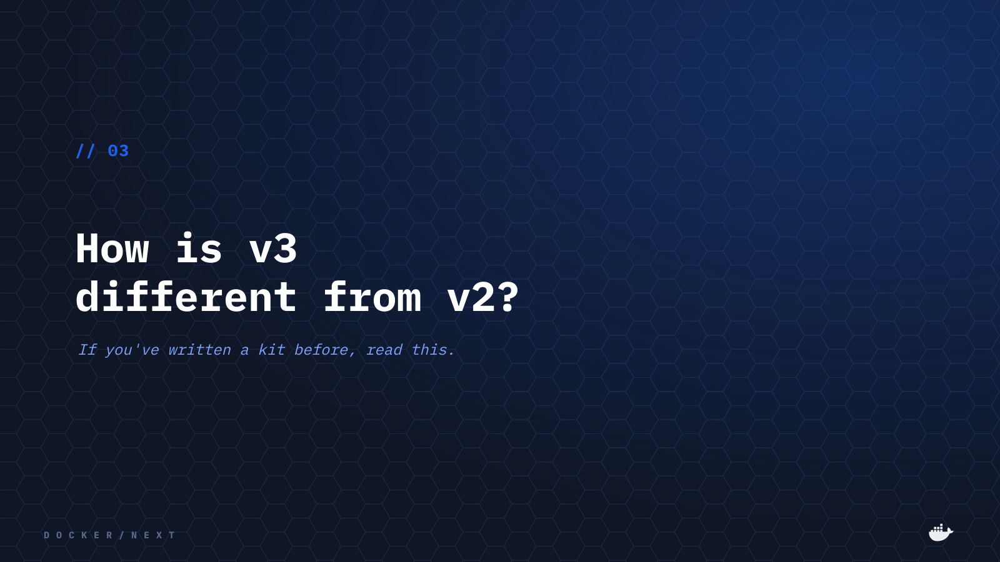 // 03
How is v3
different from v2?
If you've written a kit before, read this.
DOCKER/NEXT